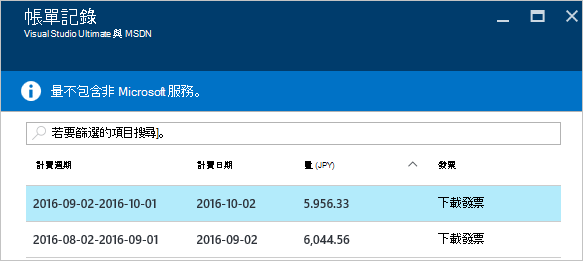 帳單記錄
Visual Studio Ultimate 與 MSDN
量不包含非 Microsoft 服務。
若要篩選的項目搜尋]。
計費週期 計費日期 量 (JPY) 發票
2016-09-02-2016-10-01 2016-10-02 5.956.33 下載發票
2016-08-02-2016-09-01 2016-09-02 6,044.56 下載發票